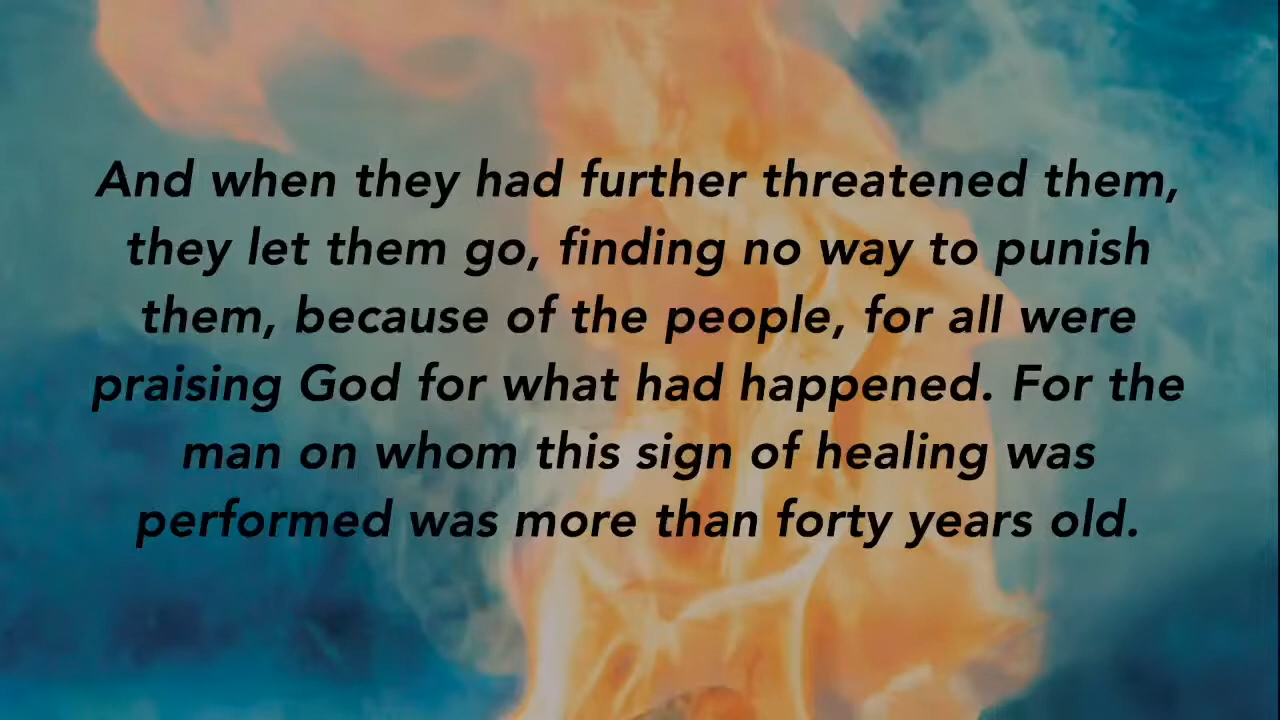 And when they had further threatened them,
they let them go, finding no way to punish
them, because of the people, for all were
praising God for what had happened. For the
man on whom this sign of healing was
performed was more than forty years old.